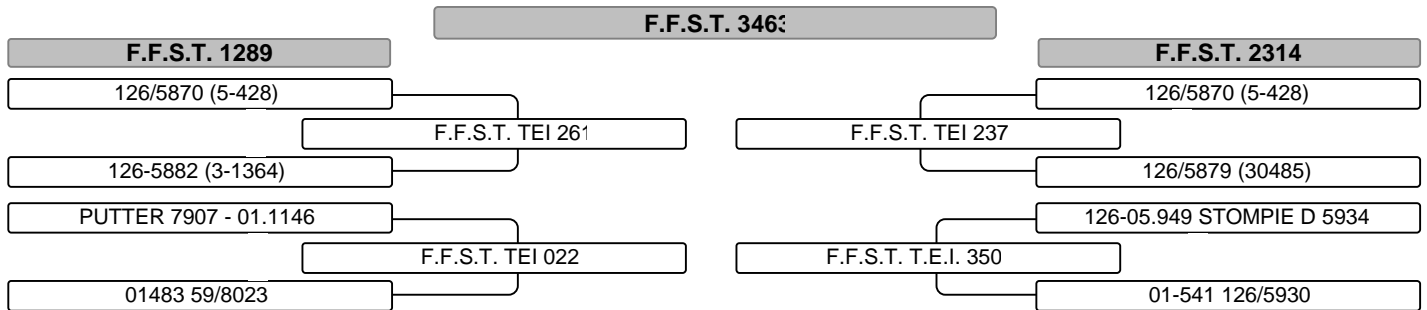 F.F.S.T. 3463
F.F.S.T. 1289
F.F.S.T. 2314
126/5870 (5-428)
126/5870 (5-428)
F.F.S.T. TEI 261
F.F.S.T. TEI 237
126-5882 (3-1364)
126/5879 (30485)
PUTTER 7907 - 01.1146
126-05.949 STOMPIE D 5934
F.F.S.T. TEI 022
F.F.S.T. T.E.I. 350
01483 59/8023
01-541 126/5930